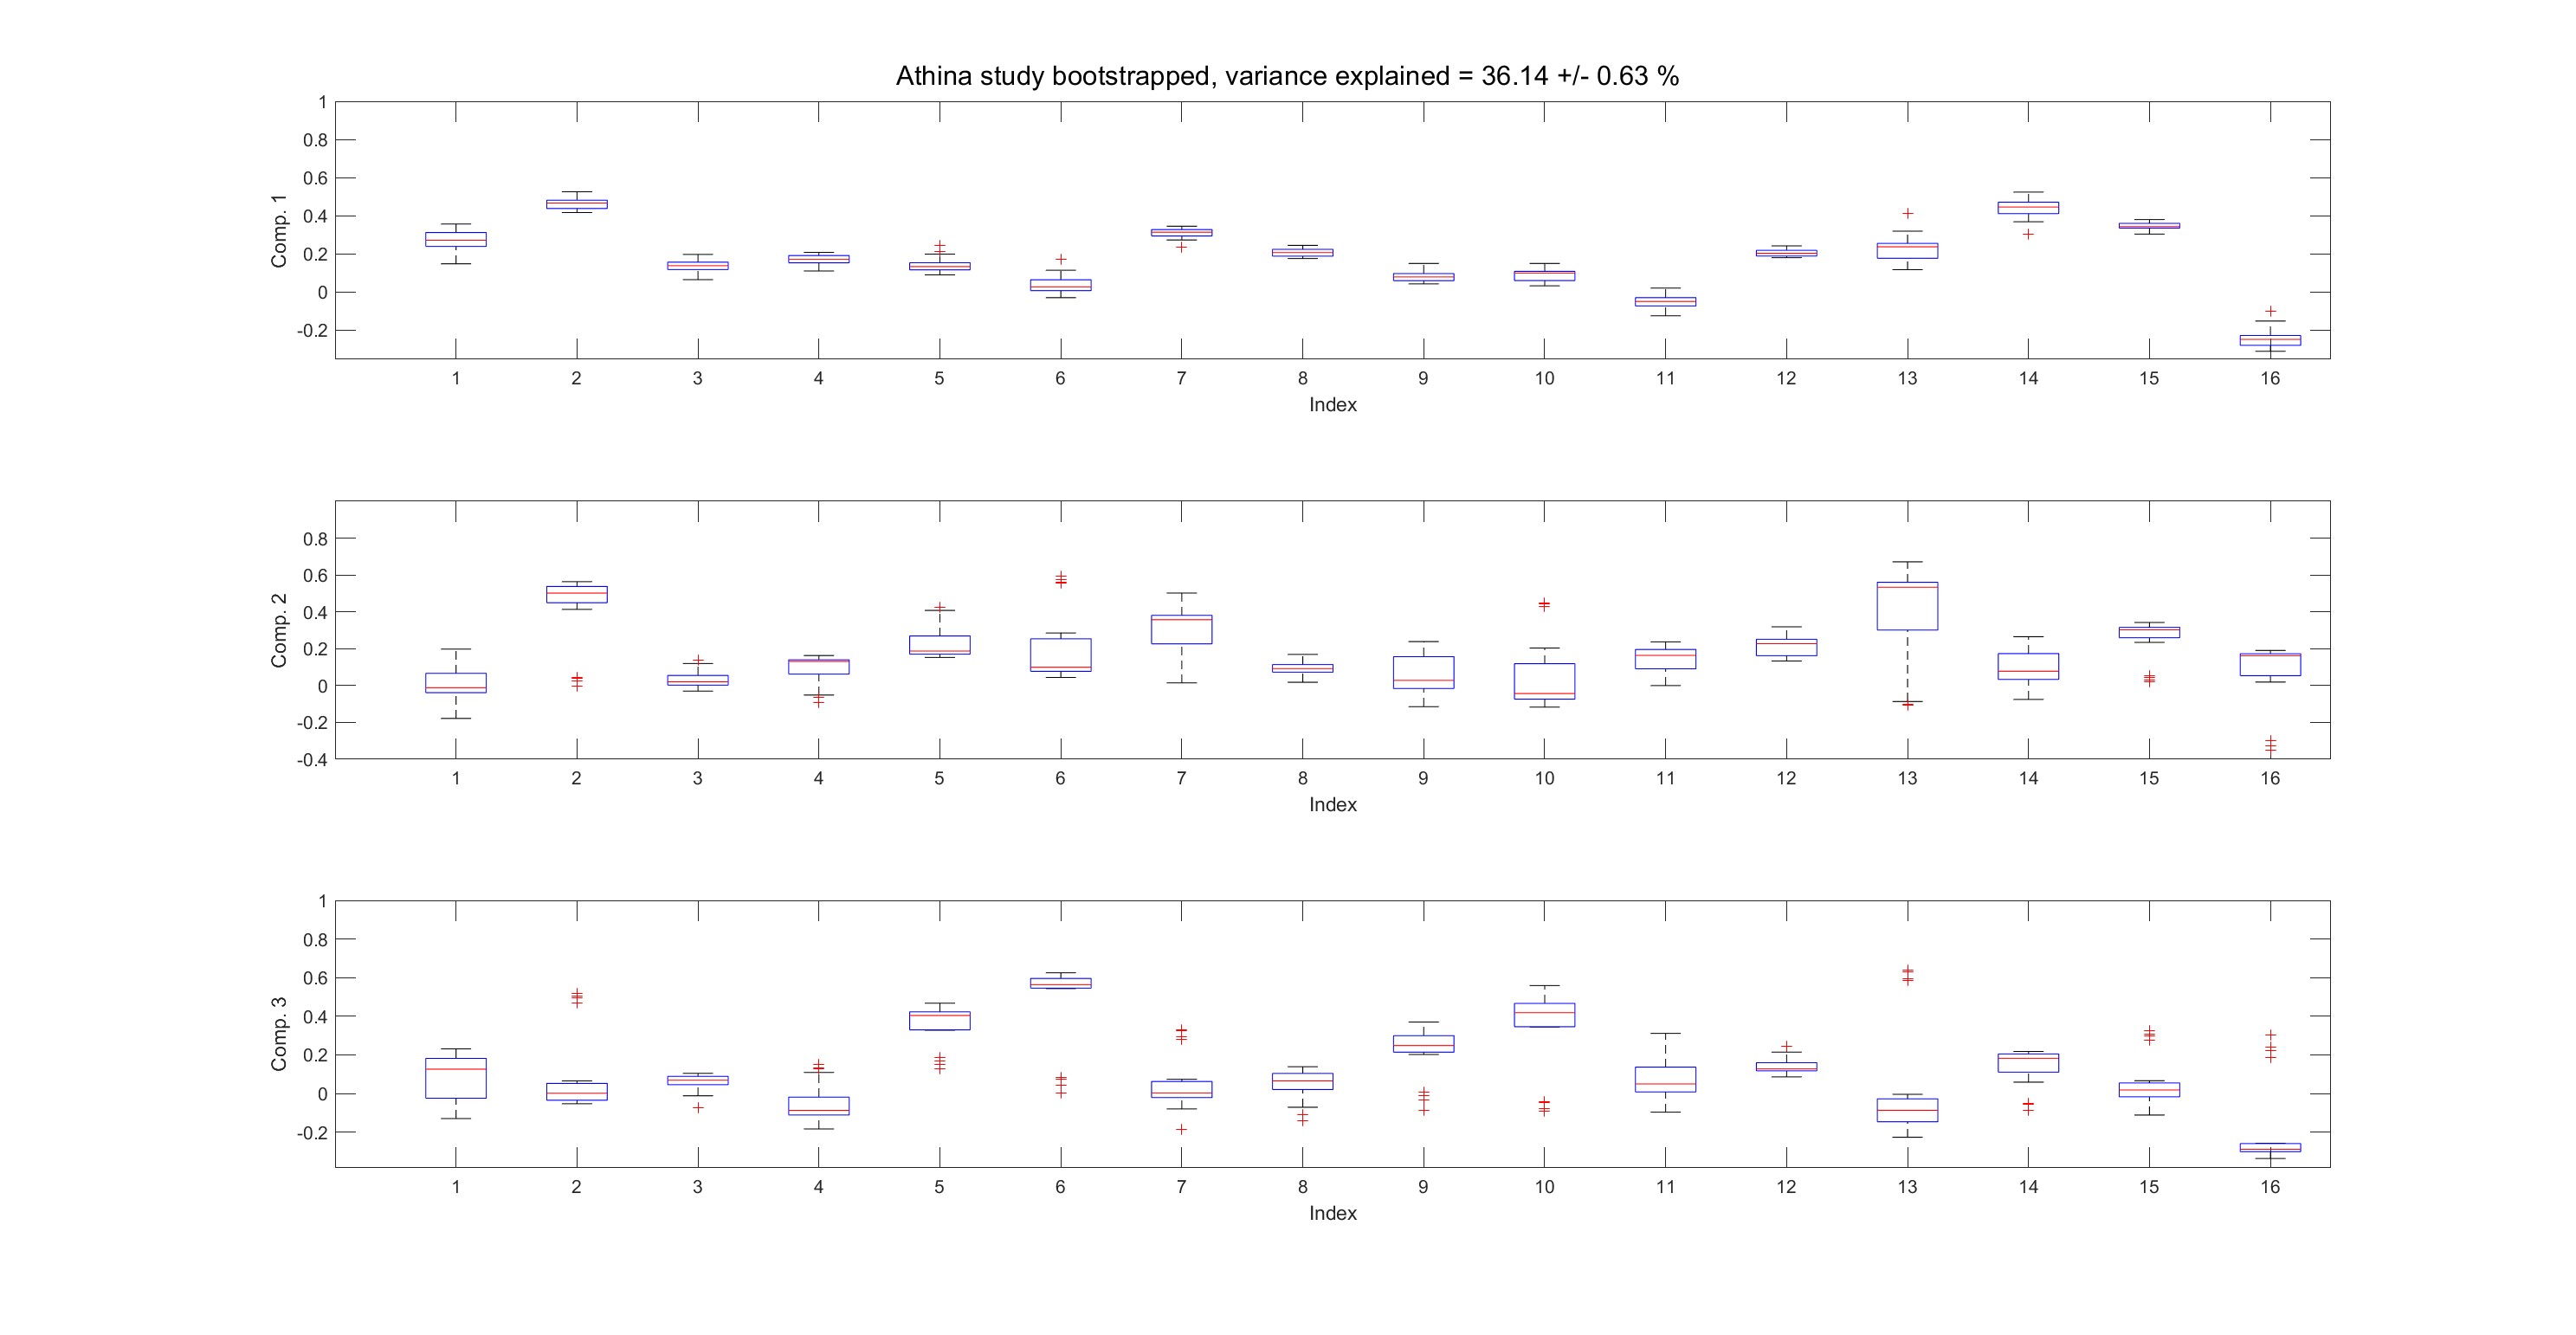 Athina study bootstrapped, variance explained = 36.14 +/- 0.63 %
1
0.8
0.6
0.4
0.2
0
-0.2
Comp. 1
1 2 3 4 5 6 7 8 9 10 11 12 13 14 15 16
Index
0.8
0.6
0.4
0.2
0
-0.2
-0.4
Comp. 2
1 2 3 4 5 6 7 8 9 10 11 12 13 14 15 16
Index
1
0.8
0.6
0.4
0.2
0
-0.2
Comp. 3
1 2 3 4 5 6 7 8 9 10 11 12 13 14 15 16
Index